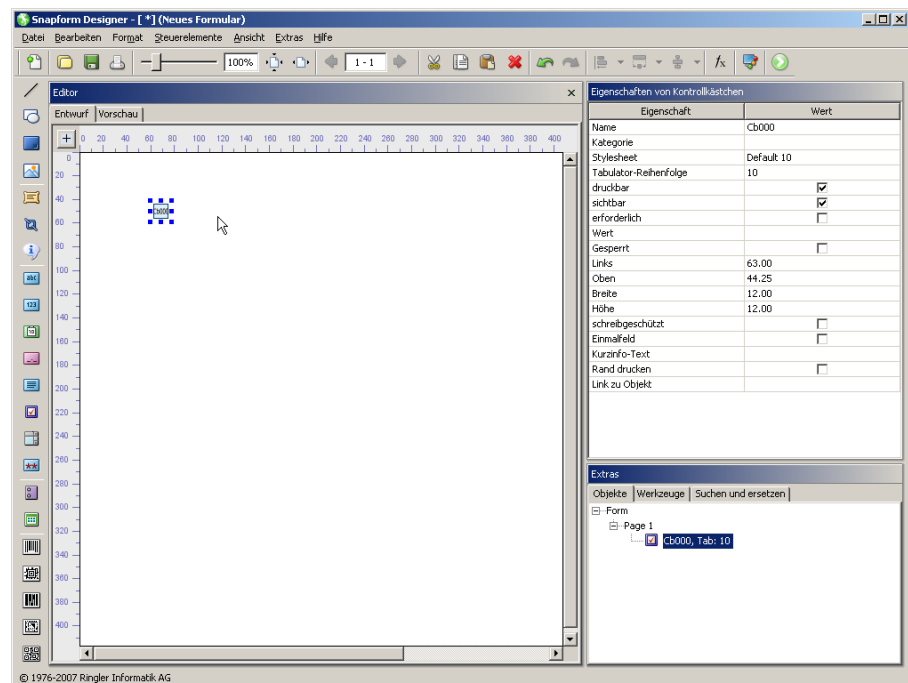 Snapform Designer - [ *] (Neues Formular)
Datei Bearbeiten Format Steuerelemente Ansicht Extras Hilfe
100% 1 - 1 fx
Editor
Entwurf Vorschau
0 20 40 60 80 100 120 140 160 180 200 220 240 260 280 300 320 340 360 380 400
0
20
40
60
80
100
120
140
160
180
200
220
240
260
280
300
320
340
360
380
400
Cb000
abc
123
10
Eigenschaften von Kontrollkästchen
Eigenschaft Wert
Name Cb000
Kategorie
Stylesheet Default 10
Tabulator-Reihenfolge 10
druckbar
sichtbar
erforderlich
Wert
Gesperrt
Links 63.00
Oben 44.25
Breite 12.00
Höhe 12.00
schreibgeschützt
Einmalfeld
Kurzinfo-Text
Rand drucken
Link zu Objekt
Extras
Objekte Werkzeuge Suchen und ersetzen
Form
Page 1
Cb000, Tab: 10
© 1976-2007 Ringler Informatik AG